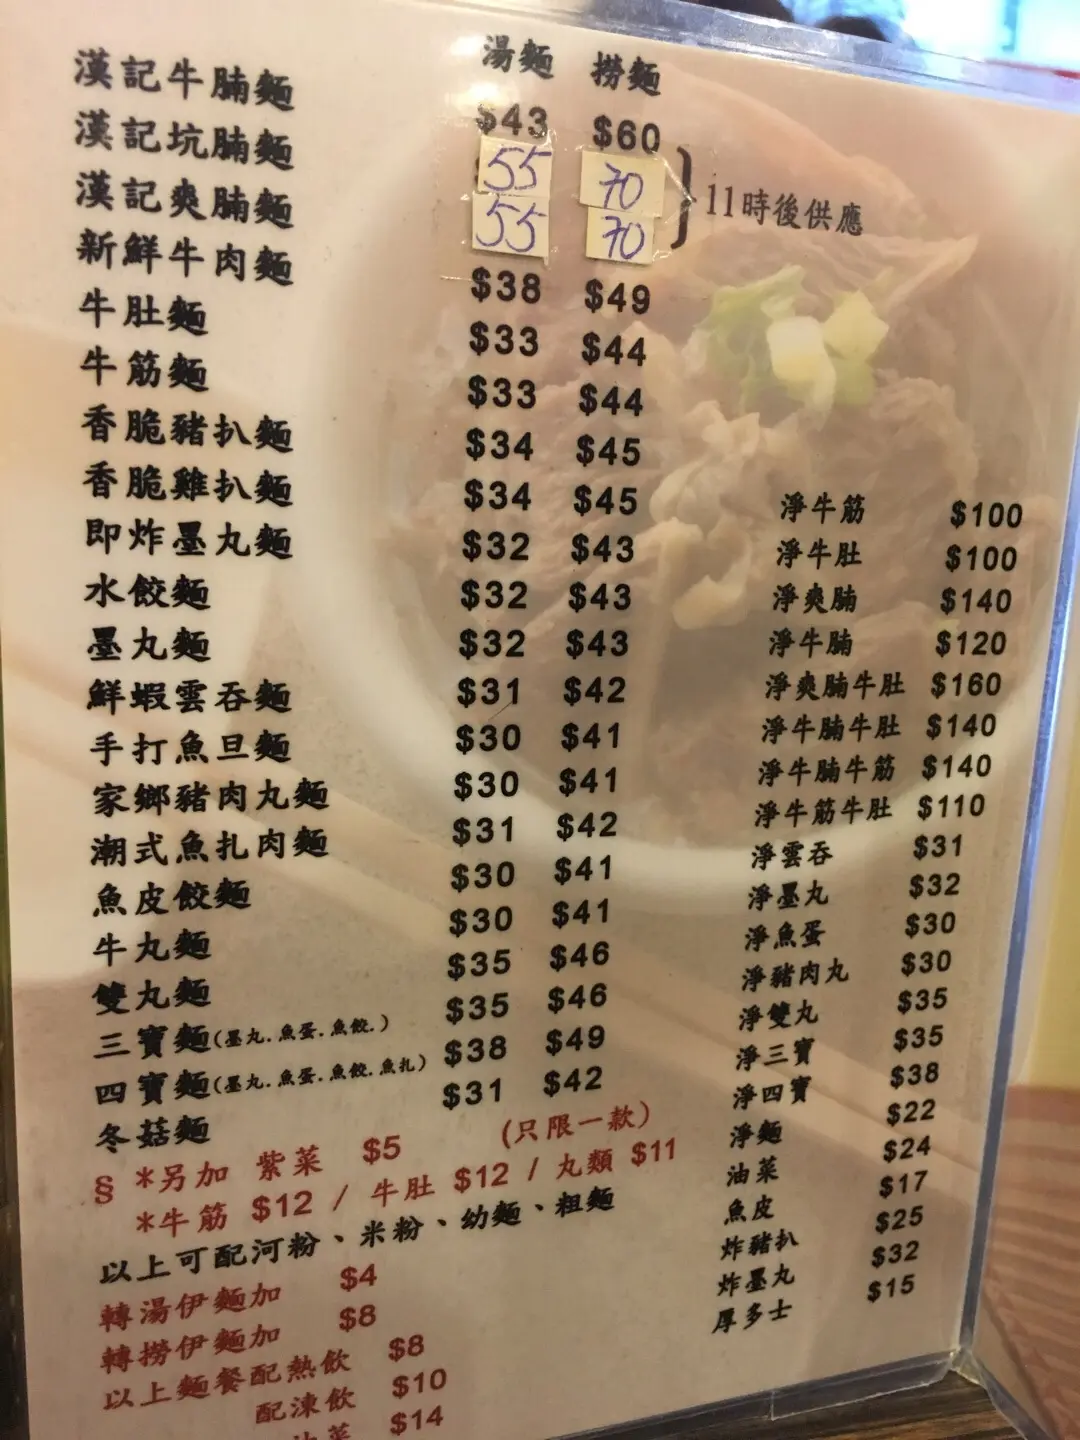 湯麵 撈麵
漢記牛腩麵 $43 $60
漢記坑腩麵 55 70
漢記爽腩麵 55 70
11時後供應
新鮮牛肉麵 $38 $49
牛肚麵 $33 $44
牛筋麵 $33 $44
香脆豬扒麵 $34 $45
香脆雞扒麵 $34 $45
即炸墨丸麵 $32 $43
水餃麵 $32 $43
墨丸麵 $32 $43
鮮蝦雲吞麵 $31 $42
手打魚旦麵 $30 $41
家鄉豬肉丸麵 $30 $41
潮式魚扎肉麵 $31 $42
魚皮餃麵 $30 $41
牛丸麵 $30 $41
雙丸麵 $35 $46
三寶麵(墨丸.魚蛋.魚餃.) $35 $46
四寶麵(墨丸.魚蛋.魚餃.魚扎) $38 $49
冬菇麵 $31 $42
§ *另加 紫菜 $5 (只限一款)
*牛筋 $12 / 牛肚 $12 / 丸類 $11
以上可配河粉、米粉、幼麵、粗麵
轉湯伊麵加 $4
轉撈伊麵加 $8
以上麵餐配熱飲 $8
配凍飲 $10
油菜 $14
淨牛筋 $100
淨牛肚 $100
淨爽腩 $140
淨牛腩 $120
淨爽腩牛肚 $160
淨牛腩牛肚 $140
淨牛腩牛筋 $140
淨牛筋牛肚 $110
淨雲吞 $31
淨墨丸 $32
淨魚蛋 $30
淨豬肉丸 $30
淨雙丸 $35
淨三寶 $35
淨四寶 $38
淨麵 $22
油菜 $24
魚皮 $17
炸豬扒 $25
炸墨丸 $32
厚多士 $15